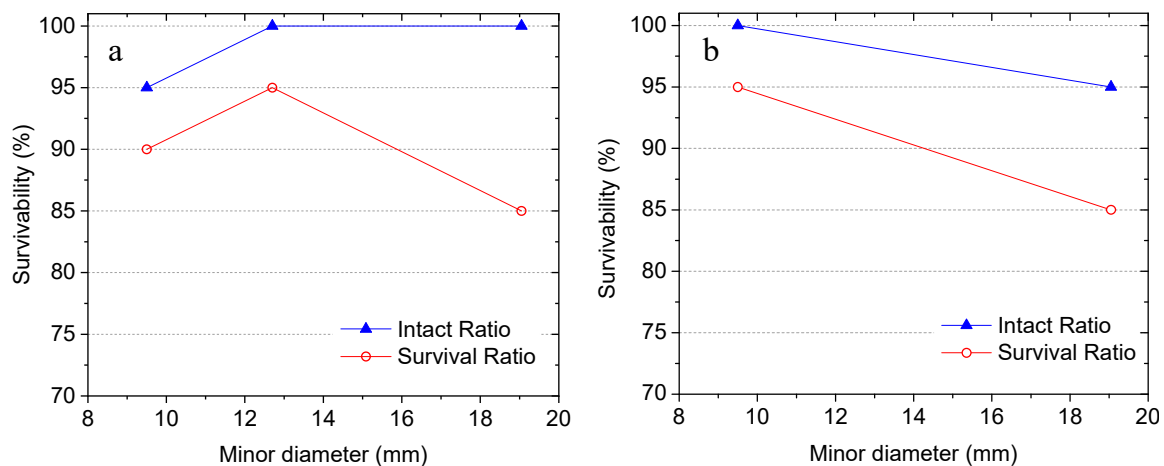 a
Survivability (%)
100
95
90
85
80
75
70
Intact Ratio
Survival Ratio
8 10 12 14 16 18 20
Minor diameter (mm)
b
Survivability (%)
100
95
90
85
80
75
70
Intact Ratio
Survival Ratio
8 10 12 14 16 18 20
Minor diameter (mm)